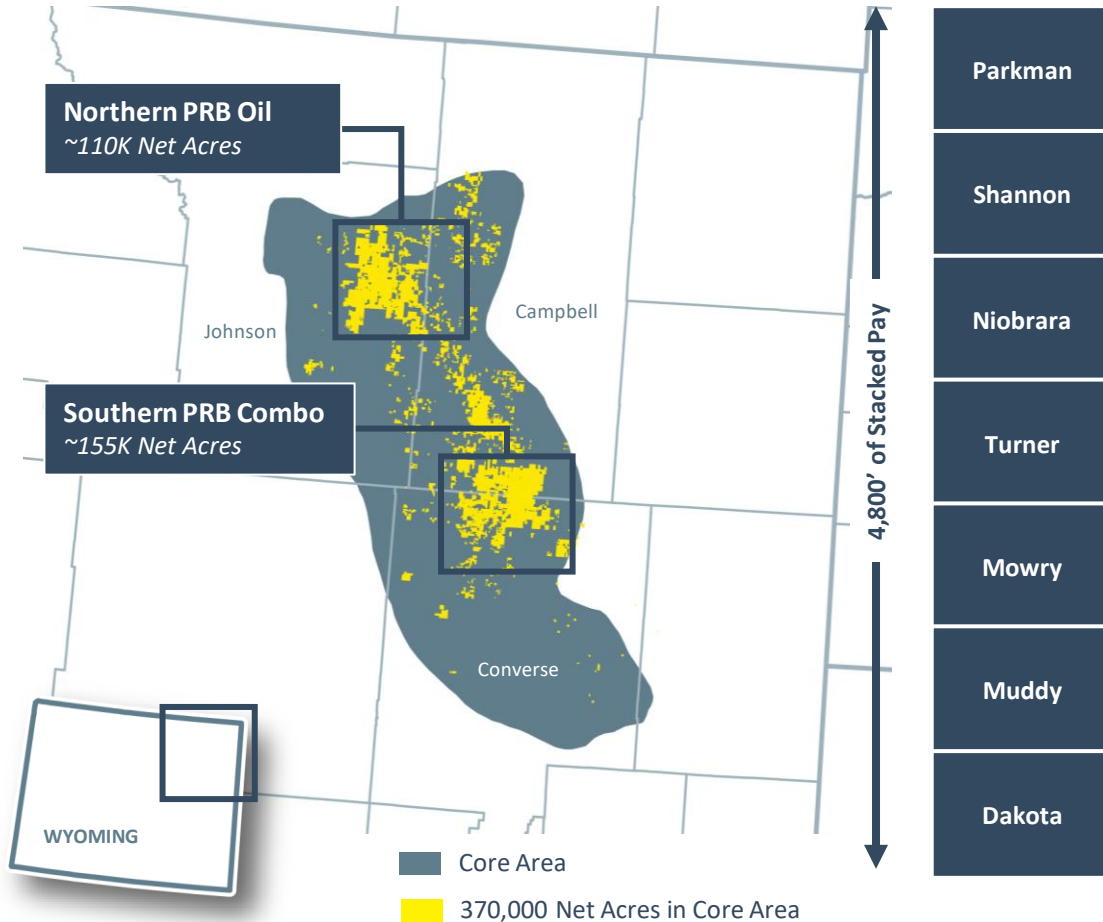 Northern PRB Oil
~110K Net Acres
Johnson
Campbell
Southern PRB Combo
~155K Net Acres
Converse
WYOMING
Core Area
370,000 Net Acres in Core Area
4,800’ of Stacked Pay
Parkman
Shannon
Niobrara
Turner
Mowry
Muddy
Dakota